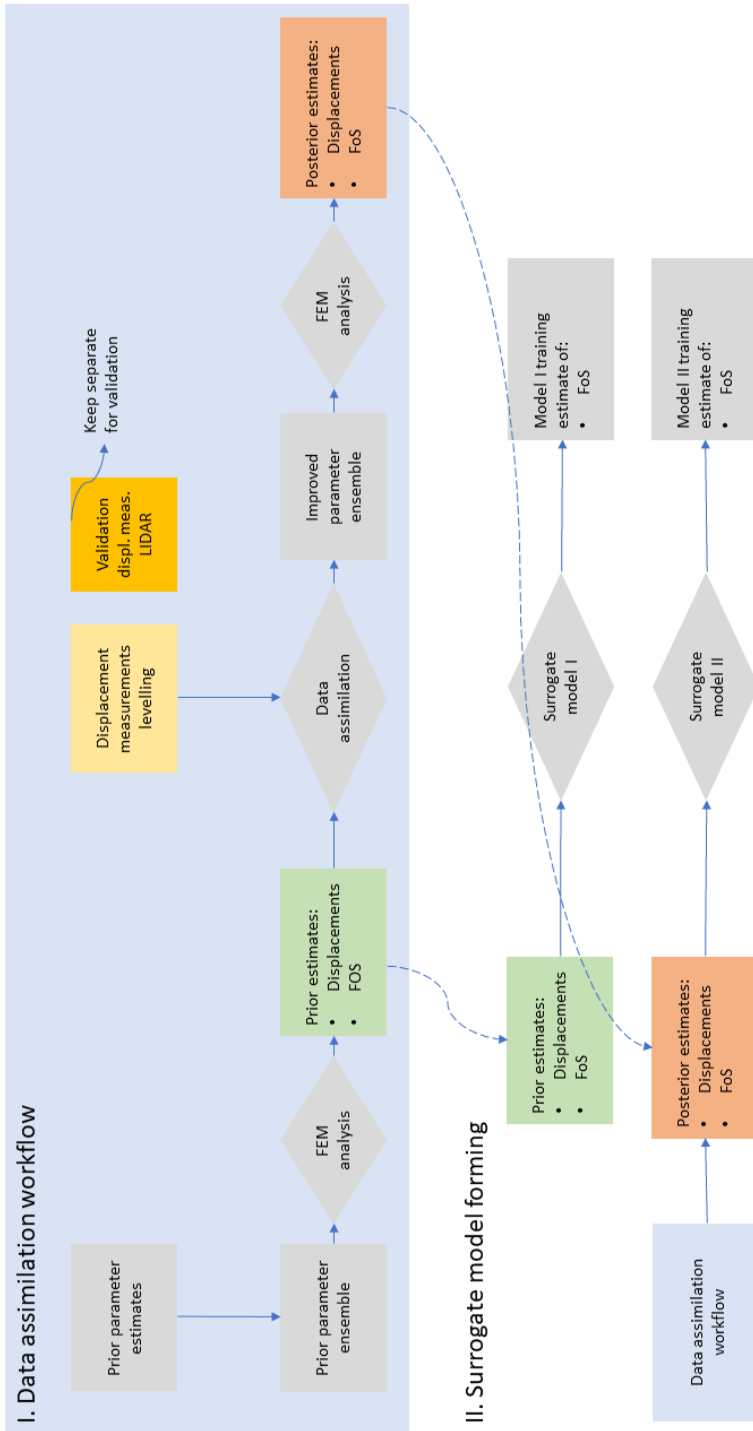 I. Data assimilation workflow
Prior parameter
estimates
Displacement
measurements
levelling
Validation
displ. meas.
LIDAR
Keep separate
for validation
Prior parameter
ensemble
FEM
analysis
Prior estimates:
• Displacements
• FOS
Data
assimilation
Improved
parameter
ensemble
FEM
analysis
Posterior estimates:
• Displacements
• FoS
II. Surrogate model forming
Prior estimates:
• Displacements
• FoS
Surrogate
model I
Model I training
estimate of:
• FoS
Data assimilation
workflow
Posterior estimates:
• Displacements
• FoS
Surrogate
model II
Model II training
estimate of:
• FoS